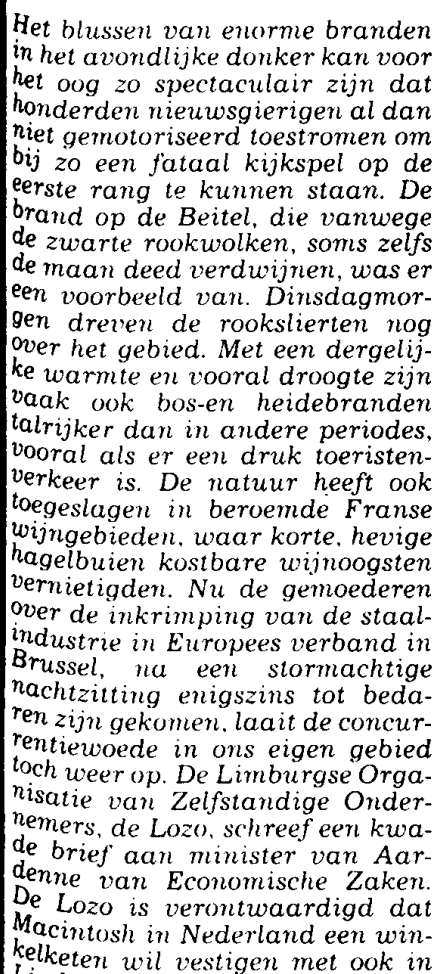 Het blussen van enorme branden
in het avondlijke donker kan voor
het oog zo spectaculair zijn dat
honderden nieuwsgierigen al dan
niet gemotoriseerd toestromen om
bij zo een fataal kijkspel op de
eerste rang te kunnen staan. De
brand op de Beitel, die vanwege
de zwarte rookwolken, soms zelfs
de maan deed verdwijnen, was er
een voorbeeld van. Dinsdagmor-
gen dreven de rookslierten nog
over het gebied. Met een dergelij-
ke warmte en vooral droogte zijn
vaak ook bos-en heidebranden
talrijker dan in andere periodes,
vooral als er een druk toeristen-
verkeer is. De natuur heeft ook
toegeslagen in beroemde Franse
wijngebieden, waar korte, hevige
hagelbuien kostbare wijnoogsten
vernietigden. Nu de gemoederen
over de inkrimping van de staal-
industrie in Europees verband in
Brussel, na een stormachtige
nachtzitting enigszins tot beda-
ren zijn gekomen, laait de concur-
rentiewoede in ons eigen gebied
toch weer op. De Limburgse Orga-
nisatie van Zelfstandige Onder-
nemers, de Lozo, schreef een kwa-
de brief aan minister van Aar-
denne van Economische Zaken.
De Lozo is verontwaardigd dat
Macintosh in Nederland een win-
kelketen wil vestigen met ook in